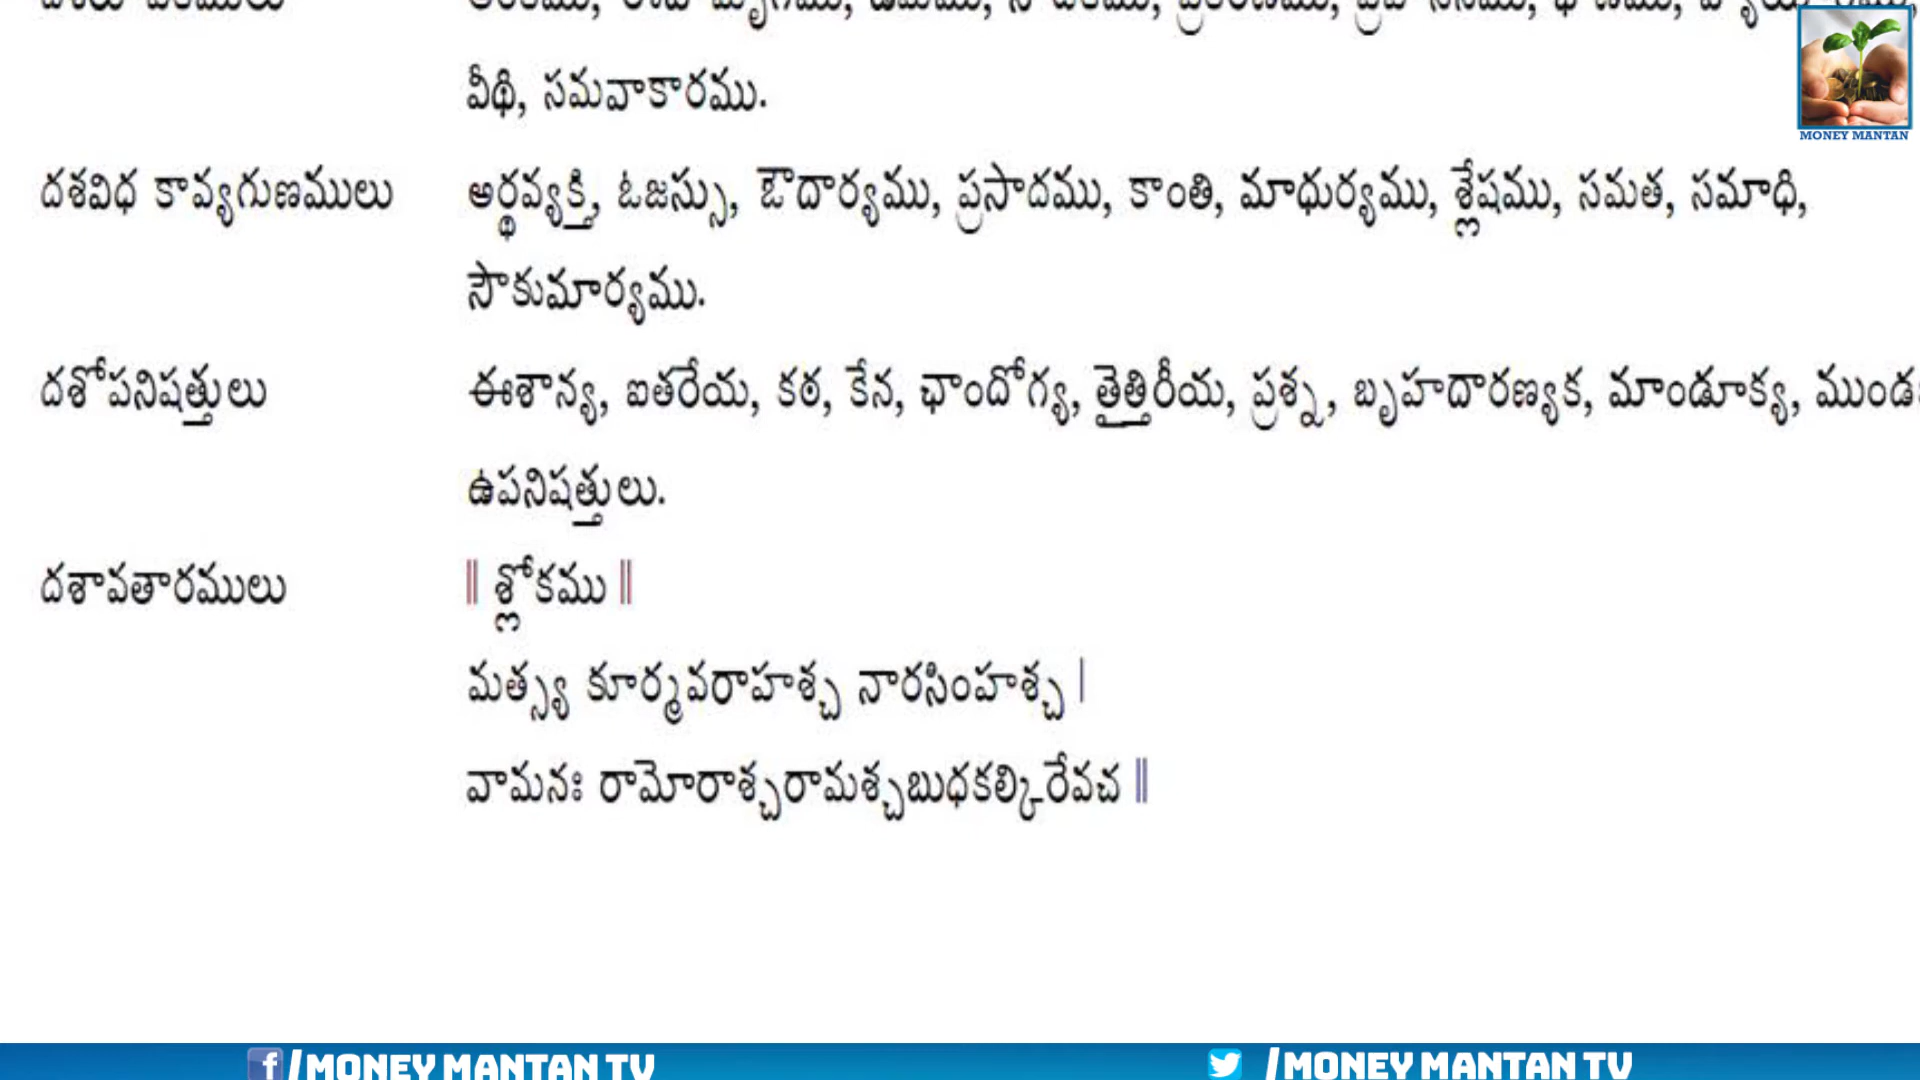 వీథి, సమవాకారము.
MONEY MANTAN
దశవిధ కావ్యగుణములు అర్థవ్యక్తి, ఓజస్సు, ఔదార్యము, ప్రసాదము, కాంతి, మాధుర్యము, శ్లేషము, సమత, సమాధి,
సౌకుమార్యము.
దశోపనిషత్తులు ఈశాన్య, ఐతరేయ, కఠ, కేన, ఛాందోగ్య, తైత్తిరీయ, ప్రశ్న, బృహదారణ్యక, మాండూక్య,
ఉపనిషత్తులు.
దశావతారములు || శ్లోకము ||
మత్స్య కూర్మవరాహశ్చ నారసింహశ్చ |
వామనః రామోరాశ్చరామశ్చబుధకల్కిరేవచ ||
/MONEY MANTAN TV /MONEY MANTAN TV